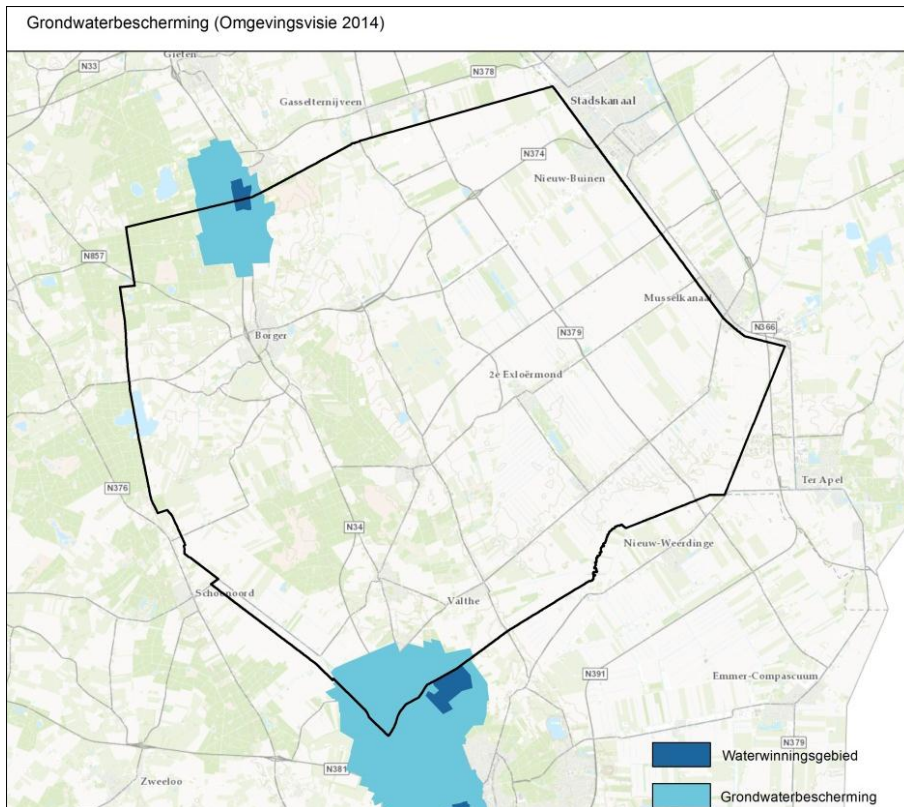 Grondwaterbescherming (Omgevingsvisie 2014)
Gieten
N33
N378
Gasselternijveen
Stadskanaal
N374
Nieuw-Buinen
N857
Musselkanaal
N366
Borger
N379
2e Exloërmond
N376
Ter Apel
N34
Nieuw-Weerdinge
Schoonoord
Valthe
N391
Emmer-Compascuum
N379
Waterwinningsgebied
N381
Zweeloo
Grondwaterbescherming